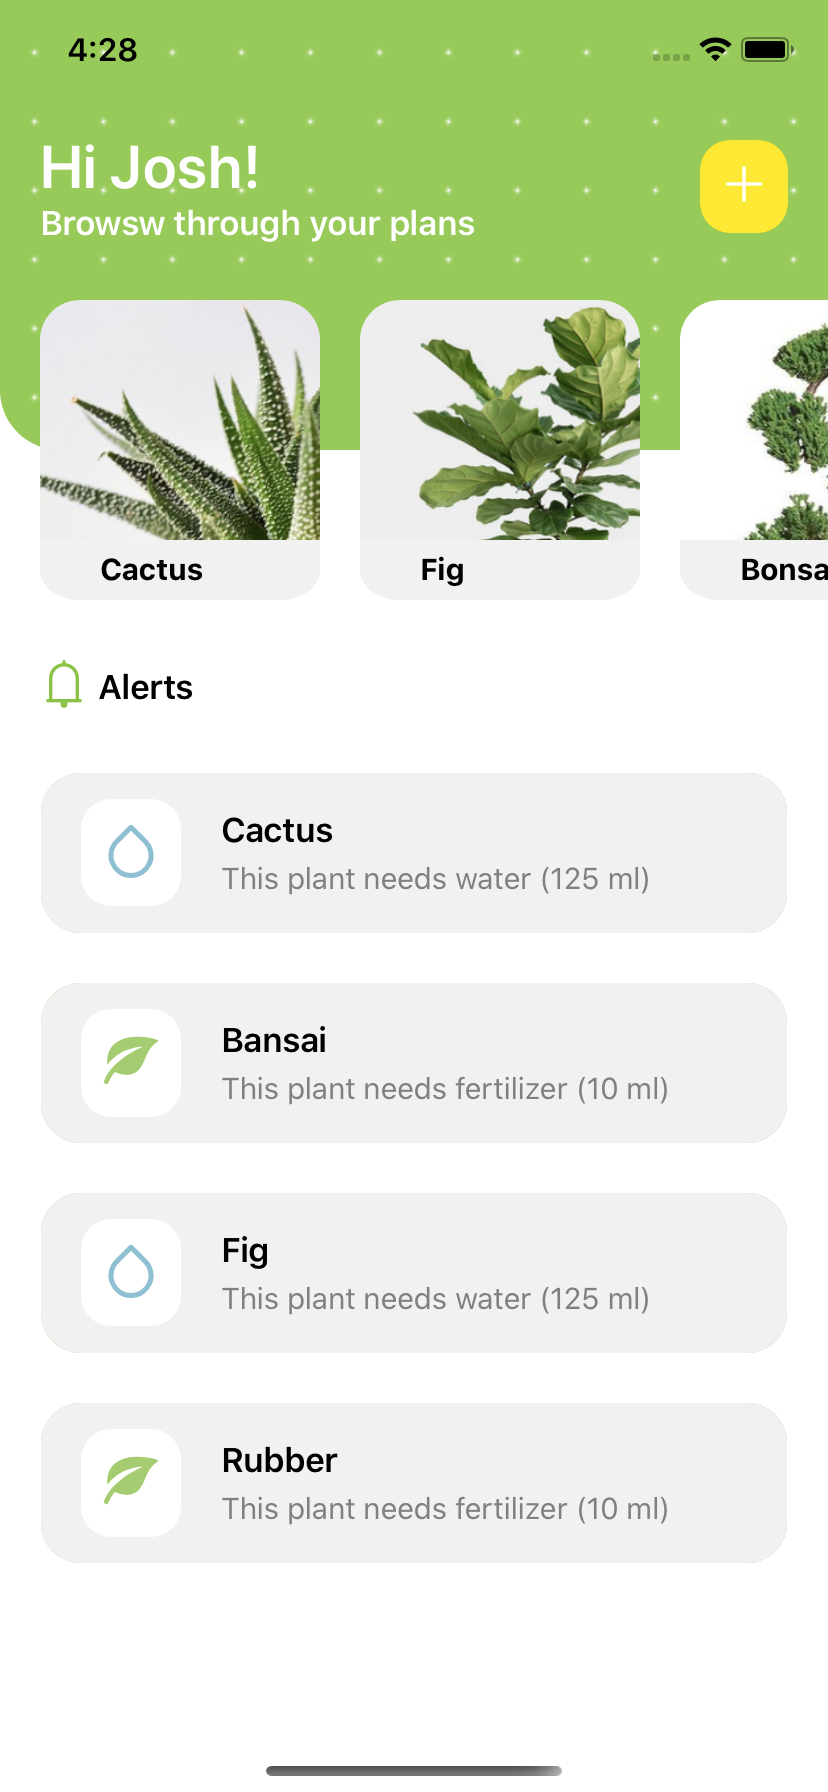 4:28
Hi Josh!
Browsw through your plans
Cactus
Fig
Bonsa
Alerts
Cactus
This plant needs water (125 ml)
Bansai
This plant needs fertilizer (10 ml)
Fig
This plant needs water (125 ml)
Rubber
This plant needs fertilizer (10 ml)